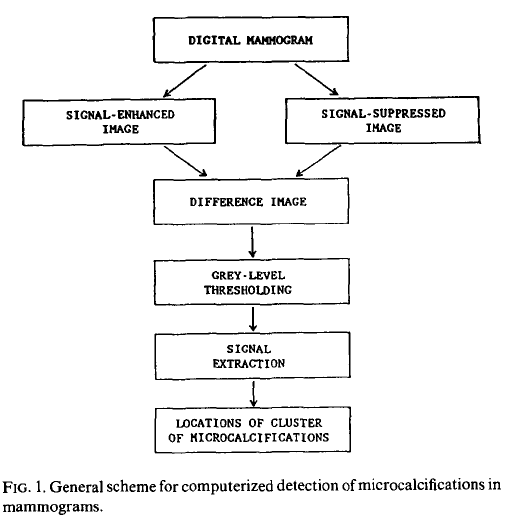 DIGITAL MAMMOGRAM
SIGNAL-ENHANCED
IMAGE
SIGNAL-SUPPRESSED
IMAGE
DIFFERENCE IMAGE
GREY-LEVEL
THRESHOLDING
SIGNAL
EXTRACTION
LOCATIONS OF CLUSTER
OF MICROCALCIFICATIONS
FIG. 1. General scheme for computerized detection of microcalcifications in
mammograms.